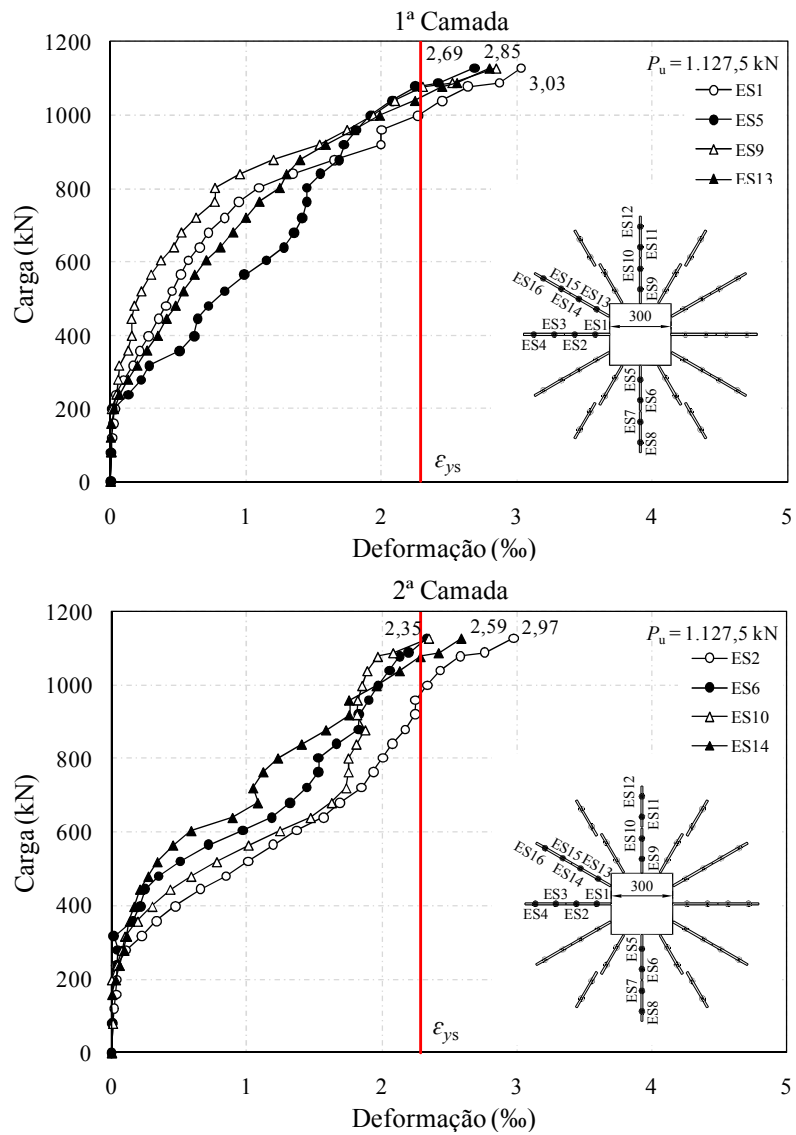 1ª Camada
1200
1000
800
600
400
200
0
Carga (kN)
2,69
2,85
3,03
Pu = 1.127,5 kN
ES1
ES5
ES9
ES13
ES12
ES11
ES10
ES9
ES16
ES15
ES14
ES13
ES4
ES3
ES2
ES1
300
ES5
ES6
ES7
ES8
εys
0 1 2 3 4 5
Deformação (‰)
2ª Camada
1200
1000
800
600
400
200
0
Carga (kN)
2,35
2,59
2,97
Pu = 1.127,5 kN
ES2
ES6
ES10
ES14
ES12
ES11
ES10
ES9
ES16
ES15
ES14
ES13
ES4
ES3
ES2
ES1
300
ES5
ES6
ES7
ES8
εys
0 1 2 3 4 5
Deformação (‰)